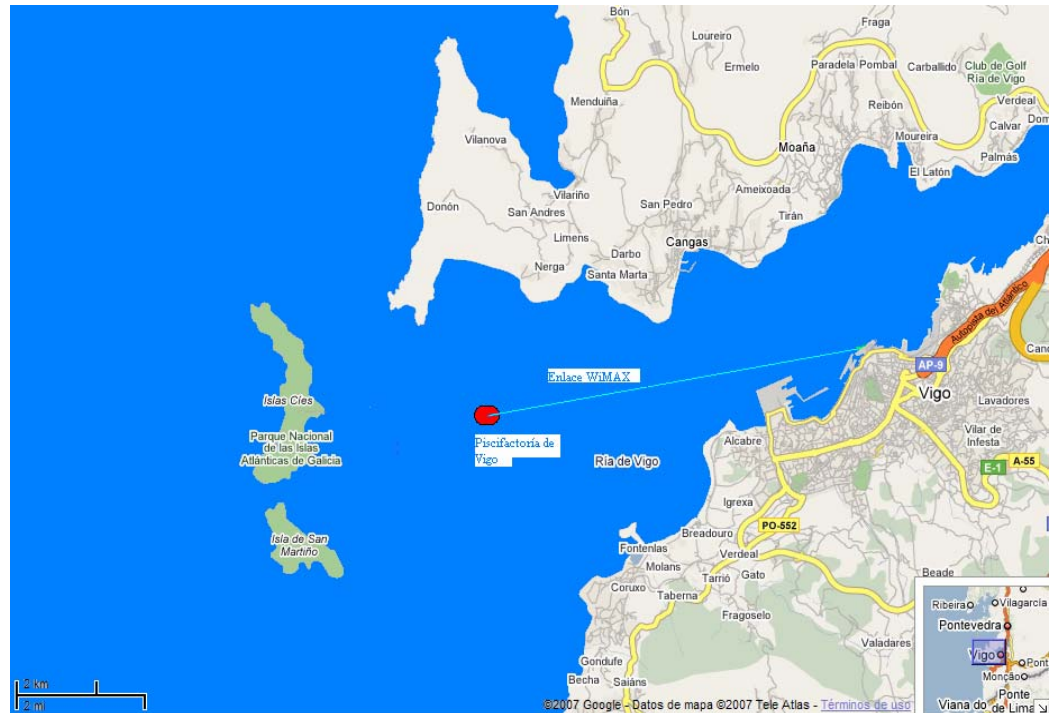 Bón
Fraga
Loureiro
Ermelo
Paradela
Pombal
Carballido
Club de Golf
Ría de Vigo
Menduiña
Reibón
Verdeal
Calvar
Moureira
Palmás
El Latón
Moaña
Vilanova
Vilariño
Ameixoada
Tirán
San Pedro
Donón
San Andres
Limens
Darbo
Cangas
Nerga
Santa Marta
Autopista del Atlántico
AP-9
Enlace WiMAX
Vigo
Islas Cíes
Parque Nacional
de las Islas
Atlánticas de Galicia
Piscifactoría de
Vigo
Ría de Vigo
Alcabre
Lavadores
Vilar de
Infesta
A-55
E-1
Igrexa
PO-552
Isla de San
Martiño
Breadouro
Fontenlas
Molans
Verdeal
Coruxo
Tarrió
Gato
Taberna
Fragoselo
Beade
Valadares
Gondufe
Becha
Saiáns
Ribeira
Vilagarcía
Pontevedra
Vigo
Pont
Monção
Ponte
Viana do
de Lima
2 km
2 mi
©2007 Google - Datos de mapa ©2007 Tele Atlas - Términos de uso